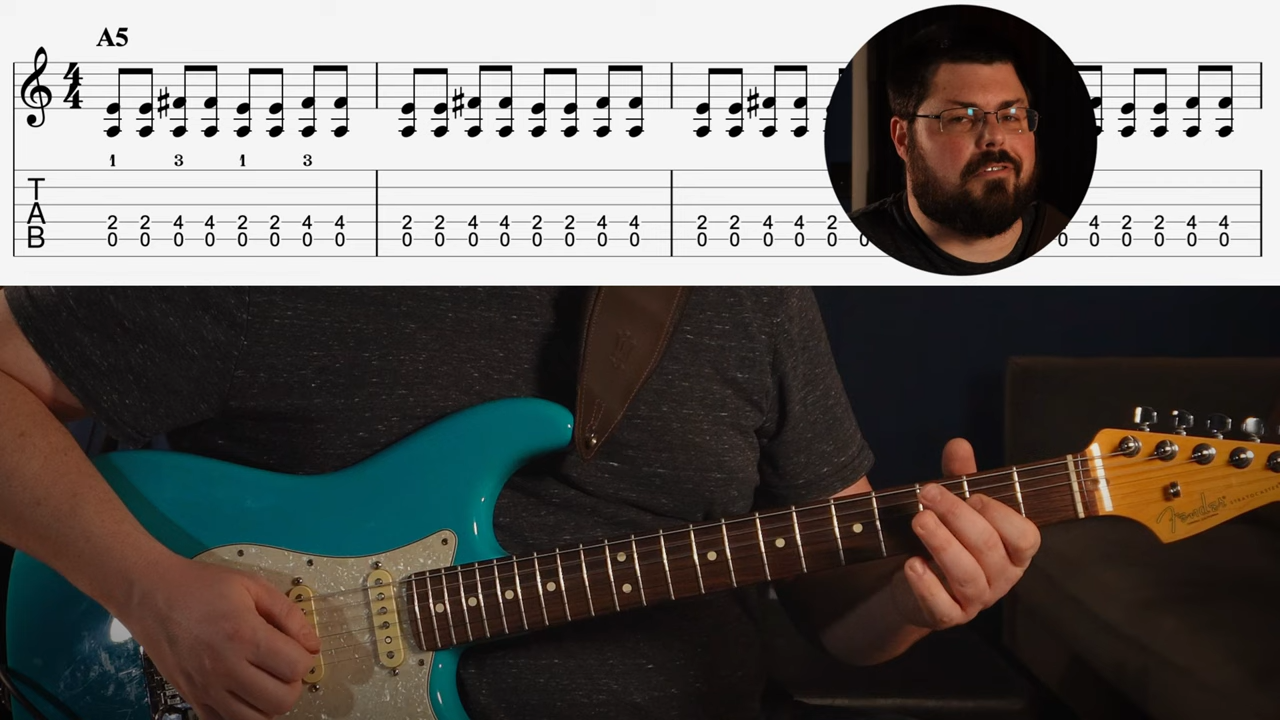 A5
4
4
1 3 1 3
T
A
B
2 2 4 4 2 2 4 4 2 2 4 4 2 2 4 4 2 2 4 4 2 4 2 2 4 4
0 0 0 0 0 0 0 0 0 0 0 0 0 0 0 0 0 0 0 0 0 0 0 0 0 0 0 0
Fender